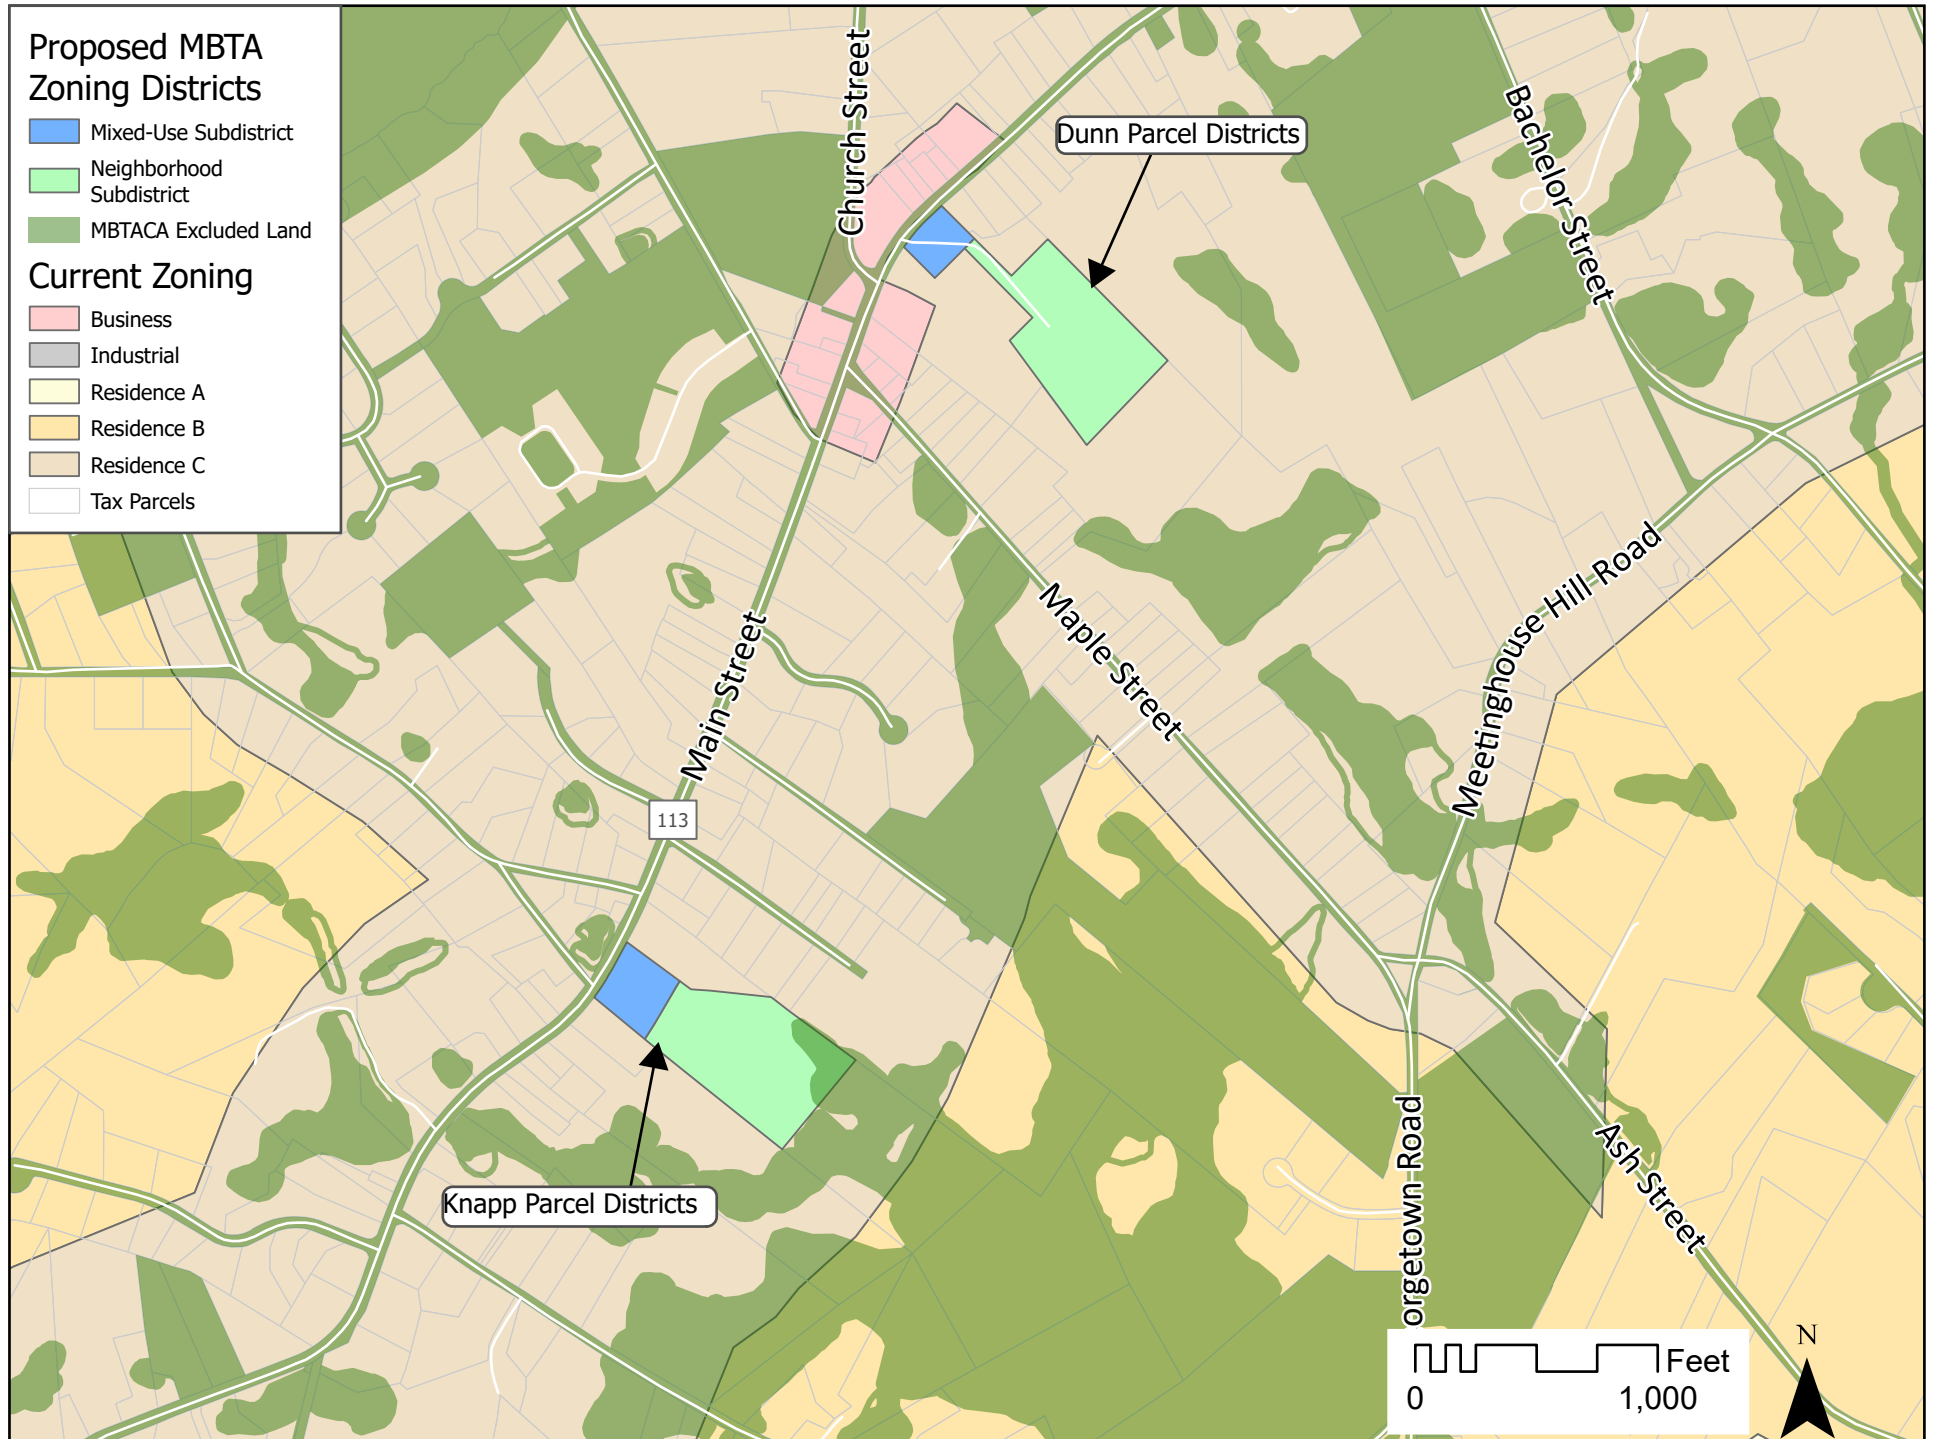 Proposed MBTA
Zoning Districts
Mixed-Use Subdistrict
Neighborhood
Subdistrict
MBTACA Excluded Land
Current Zoning
Business
Industrial
Residence A
Residence B
Residence C
Tax Parcels
Church Street
Dunn Parcel Districts
Bachelor Street
Main Street
Maple Street
Meetinghouse Hill Road
113
Knapp Parcel Districts
orgetown Road
Ash Street
N
Feet
0
1,000